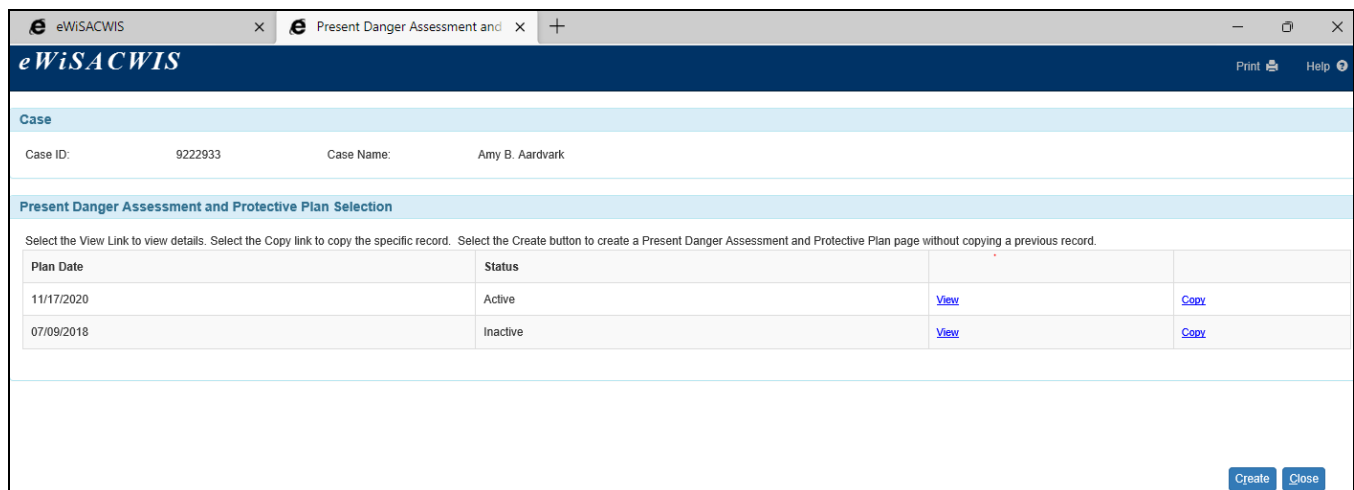 eWiSACWIS Present Danger Assessment and
eWiSACWIS Print Help
Case
Case ID: 9222933 Case Name: Amy B. Aardvark
Present Danger Assessment and Protective Plan Selection
Select the View Link to view details. Select the Copy link to copy the specific record. Select the Create button to create a Present Danger Assessment and Protective Plan page without copying a previous record.
Plan Date Status
11/17/2020 Active View Copy
07/09/2018 Inactive View Copy
Create Close